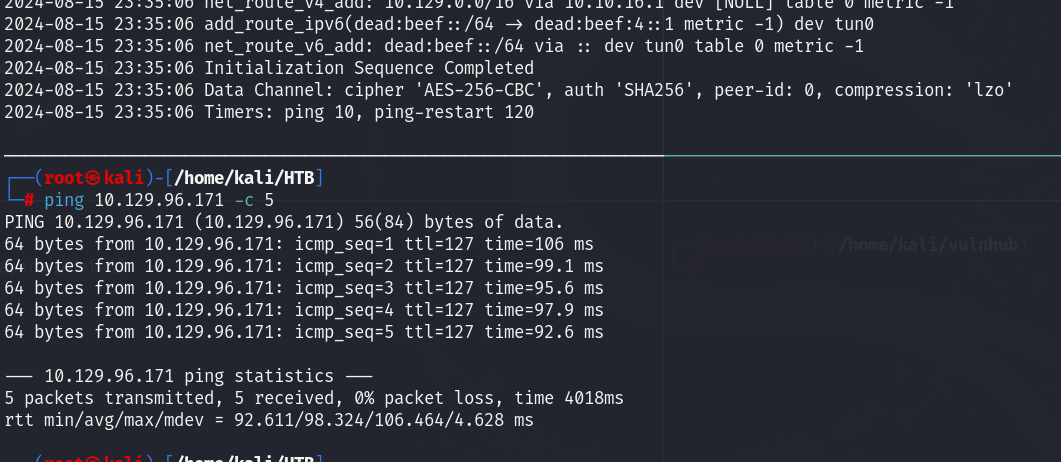 2024-08-15 23:35:06 net_route_v4_add: 10.129.0.0/16 via 10.10.16.1 dev [NULL] table 0 metric -1
2024-08-15 23:35:06 add_route_ipv6(dead:beef::/64 → dead:beef:4::1 metric -1) dev tun0
2024-08-15 23:35:06 net_route_v6_add: dead:beef::/64 via :: dev tun0 table 0 metric -1
2024-08-15 23:35:06 Initialization Sequence Completed
2024-08-15 23:35:06 Data Channel: cipher 'AES-256-CBC', auth 'SHA256', peer-id: 0, compression: 'lzo'
2024-08-15 23:35:06 Timers: ping 10, ping-restart 120
┌──(root㉿kali)-[/home/kali/HTB]
└─# ping 10.129.96.171 -c 5
PING 10.129.96.171 (10.129.96.171) 56(84) bytes of data.
64 bytes from 10.129.96.171: icmp_seq=1 ttl=127 time=106 ms
64 bytes from 10.129.96.171: icmp_seq=2 ttl=127 time=99.1 ms
64 bytes from 10.129.96.171: icmp_seq=3 ttl=127 time=95.6 ms
64 bytes from 10.129.96.171: icmp_seq=4 ttl=127 time=97.9 ms
64 bytes from 10.129.96.171: icmp_seq=5 ttl=127 time=92.6 ms
┌──(root㉿kali)-[/home/kali/vulnhub]
└─#
--- 10.129.96.171 ping statistics ---
5 packets transmitted, 5 received, 0% packet loss, time 4018ms
rtt min/avg/max/mdev = 92.611/98.324/106.464/4.628 ms
┌──(root㉿kali)-[/home/kali/HTB]